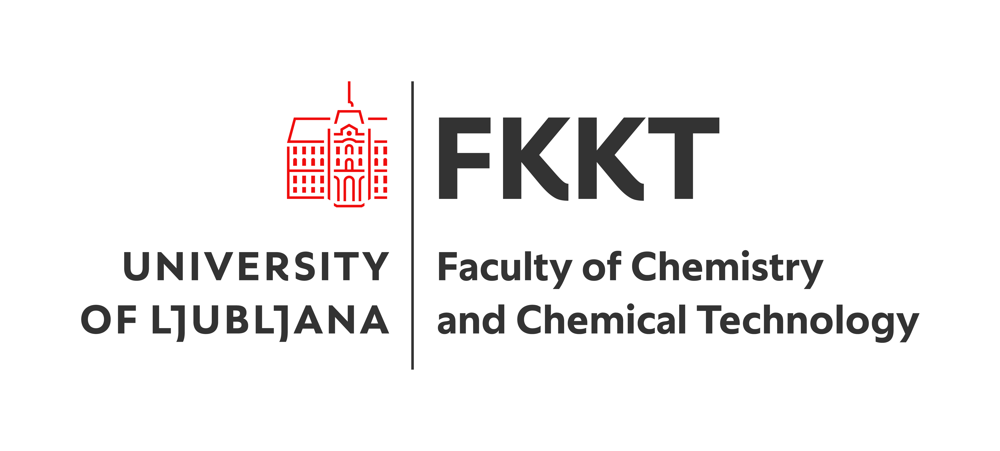 FKKT
UNIVERSITY
OF LJUBLJANA
Faculty of Chemistry
and Chemical Technology